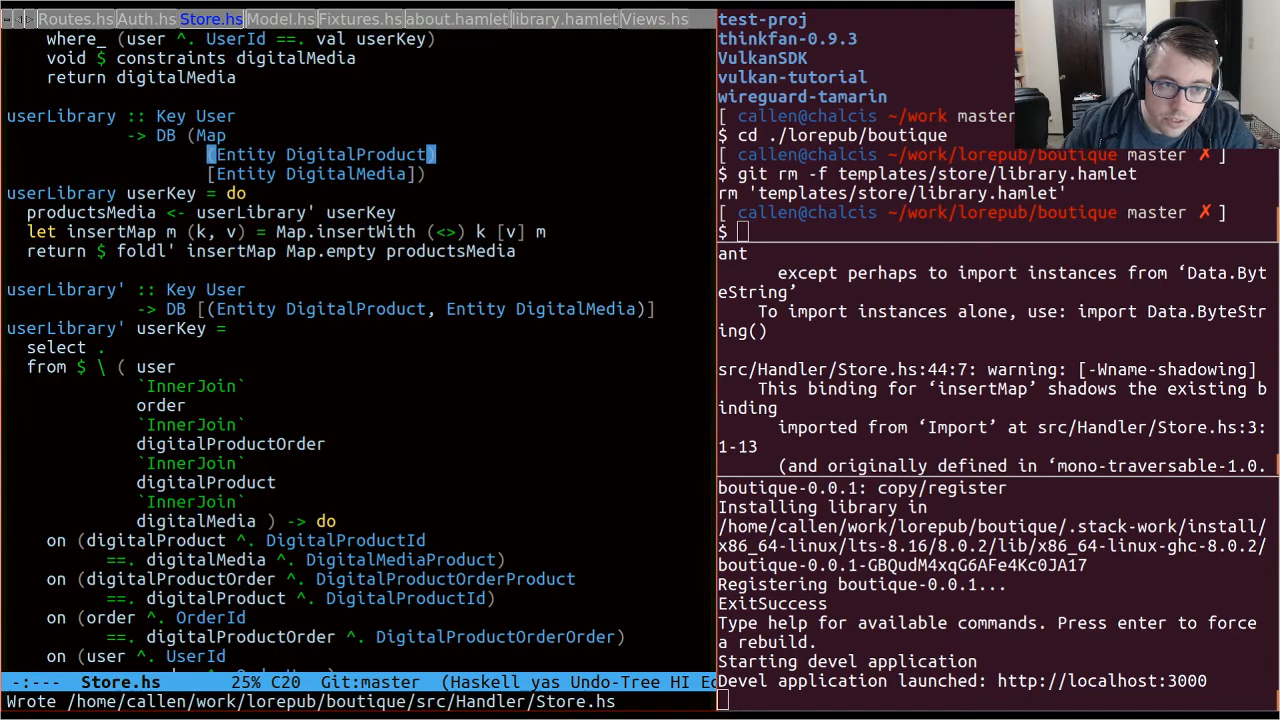 Routes.hs Auth.hs Store.hs Model.hs Fixtures.hs about.hamlet library.hamlet Views.hs
where_ (user ^. UserId ==. val userKey)
void $ constraints digitalMedia
return digitalMedia
userLibrary :: Key User
-> DB (Map
(Entity DigitalProduct)
[Entity DigitalMedia])
userLibrary userKey = do
productsMedia <- userLibrary' userKey
let insertMap m (k, v) = Map.insertWith (<>) k [v] m
return $ foldl' insertMap Map.empty productsMedia
userLibrary' :: Key User
-> DB [(Entity DigitalProduct, Entity DigitalMedia)]
userLibrary' userKey =
select .
from $ \ ( user
`InnerJoin`
order
`InnerJoin`
digitalProductOrder
`InnerJoin`
digitalProduct
`InnerJoin`
digitalMedia ) -> do
on (digitalProduct ^. DigitalProductId
==. digitalMedia ^. DigitalMediaProduct)
on (digitalProductOrder ^. DigitalProductOrderProduct
==. digitalProduct ^. DigitalProductId)
on (order ^. OrderId
==. digitalProductOrder ^. DigitalProductOrderOrder)
on (user ^. UserId
-:--- Store.hs 25% C20 Git:master (Haskell yas Undo-Tree HI Ec
Wrote /home/callen/work/lorepub/boutique/src/Handler/Store.hs
test-proj
thinkfan-0.9.3
VulkanSDK
vulkan-tutorial
wireguard-tamarin
[ callen@chalcis ~/work master
$ cd ./lorepub/boutique
[ callen@chalcis ~/work/lorepub/boutique master ✗ ]
$ git rm -f templates/store/library.hamlet
rm 'templates/store/library.hamlet'
[ callen@chalcis ~/work/lorepub/boutique master ✗ ]
$
ant
except perhaps to import instances from ‘Data.Byt
eString’
To import instances alone, use: import Data.ByteStr
ing()
src/Handler/Store.hs:44:7: warning: [-Wname-shadowing]
This binding for ‘insertMap’ shadows the existing b
inding
imported from ‘Import’ at src/Handler/Store.hs:3:
1-13
(and originally defined in ‘mono-traversable-1.0.
boutique-0.0.1: copy/register
Installing library in
/home/callen/work/lorepub/boutique/.stack-work/install/
x86_64-linux/lts-8.16/8.0.2/lib/x86_64-linux-ghc-8.0.2/
boutique-0.0.1-GBQudM4xqG6AFe4Kc0JA17
Registering boutique-0.0.1...
ExitSuccess
Type help for available commands. Press enter to force
a rebuild.
Starting devel application
Devel application launched: http://localhost:3000